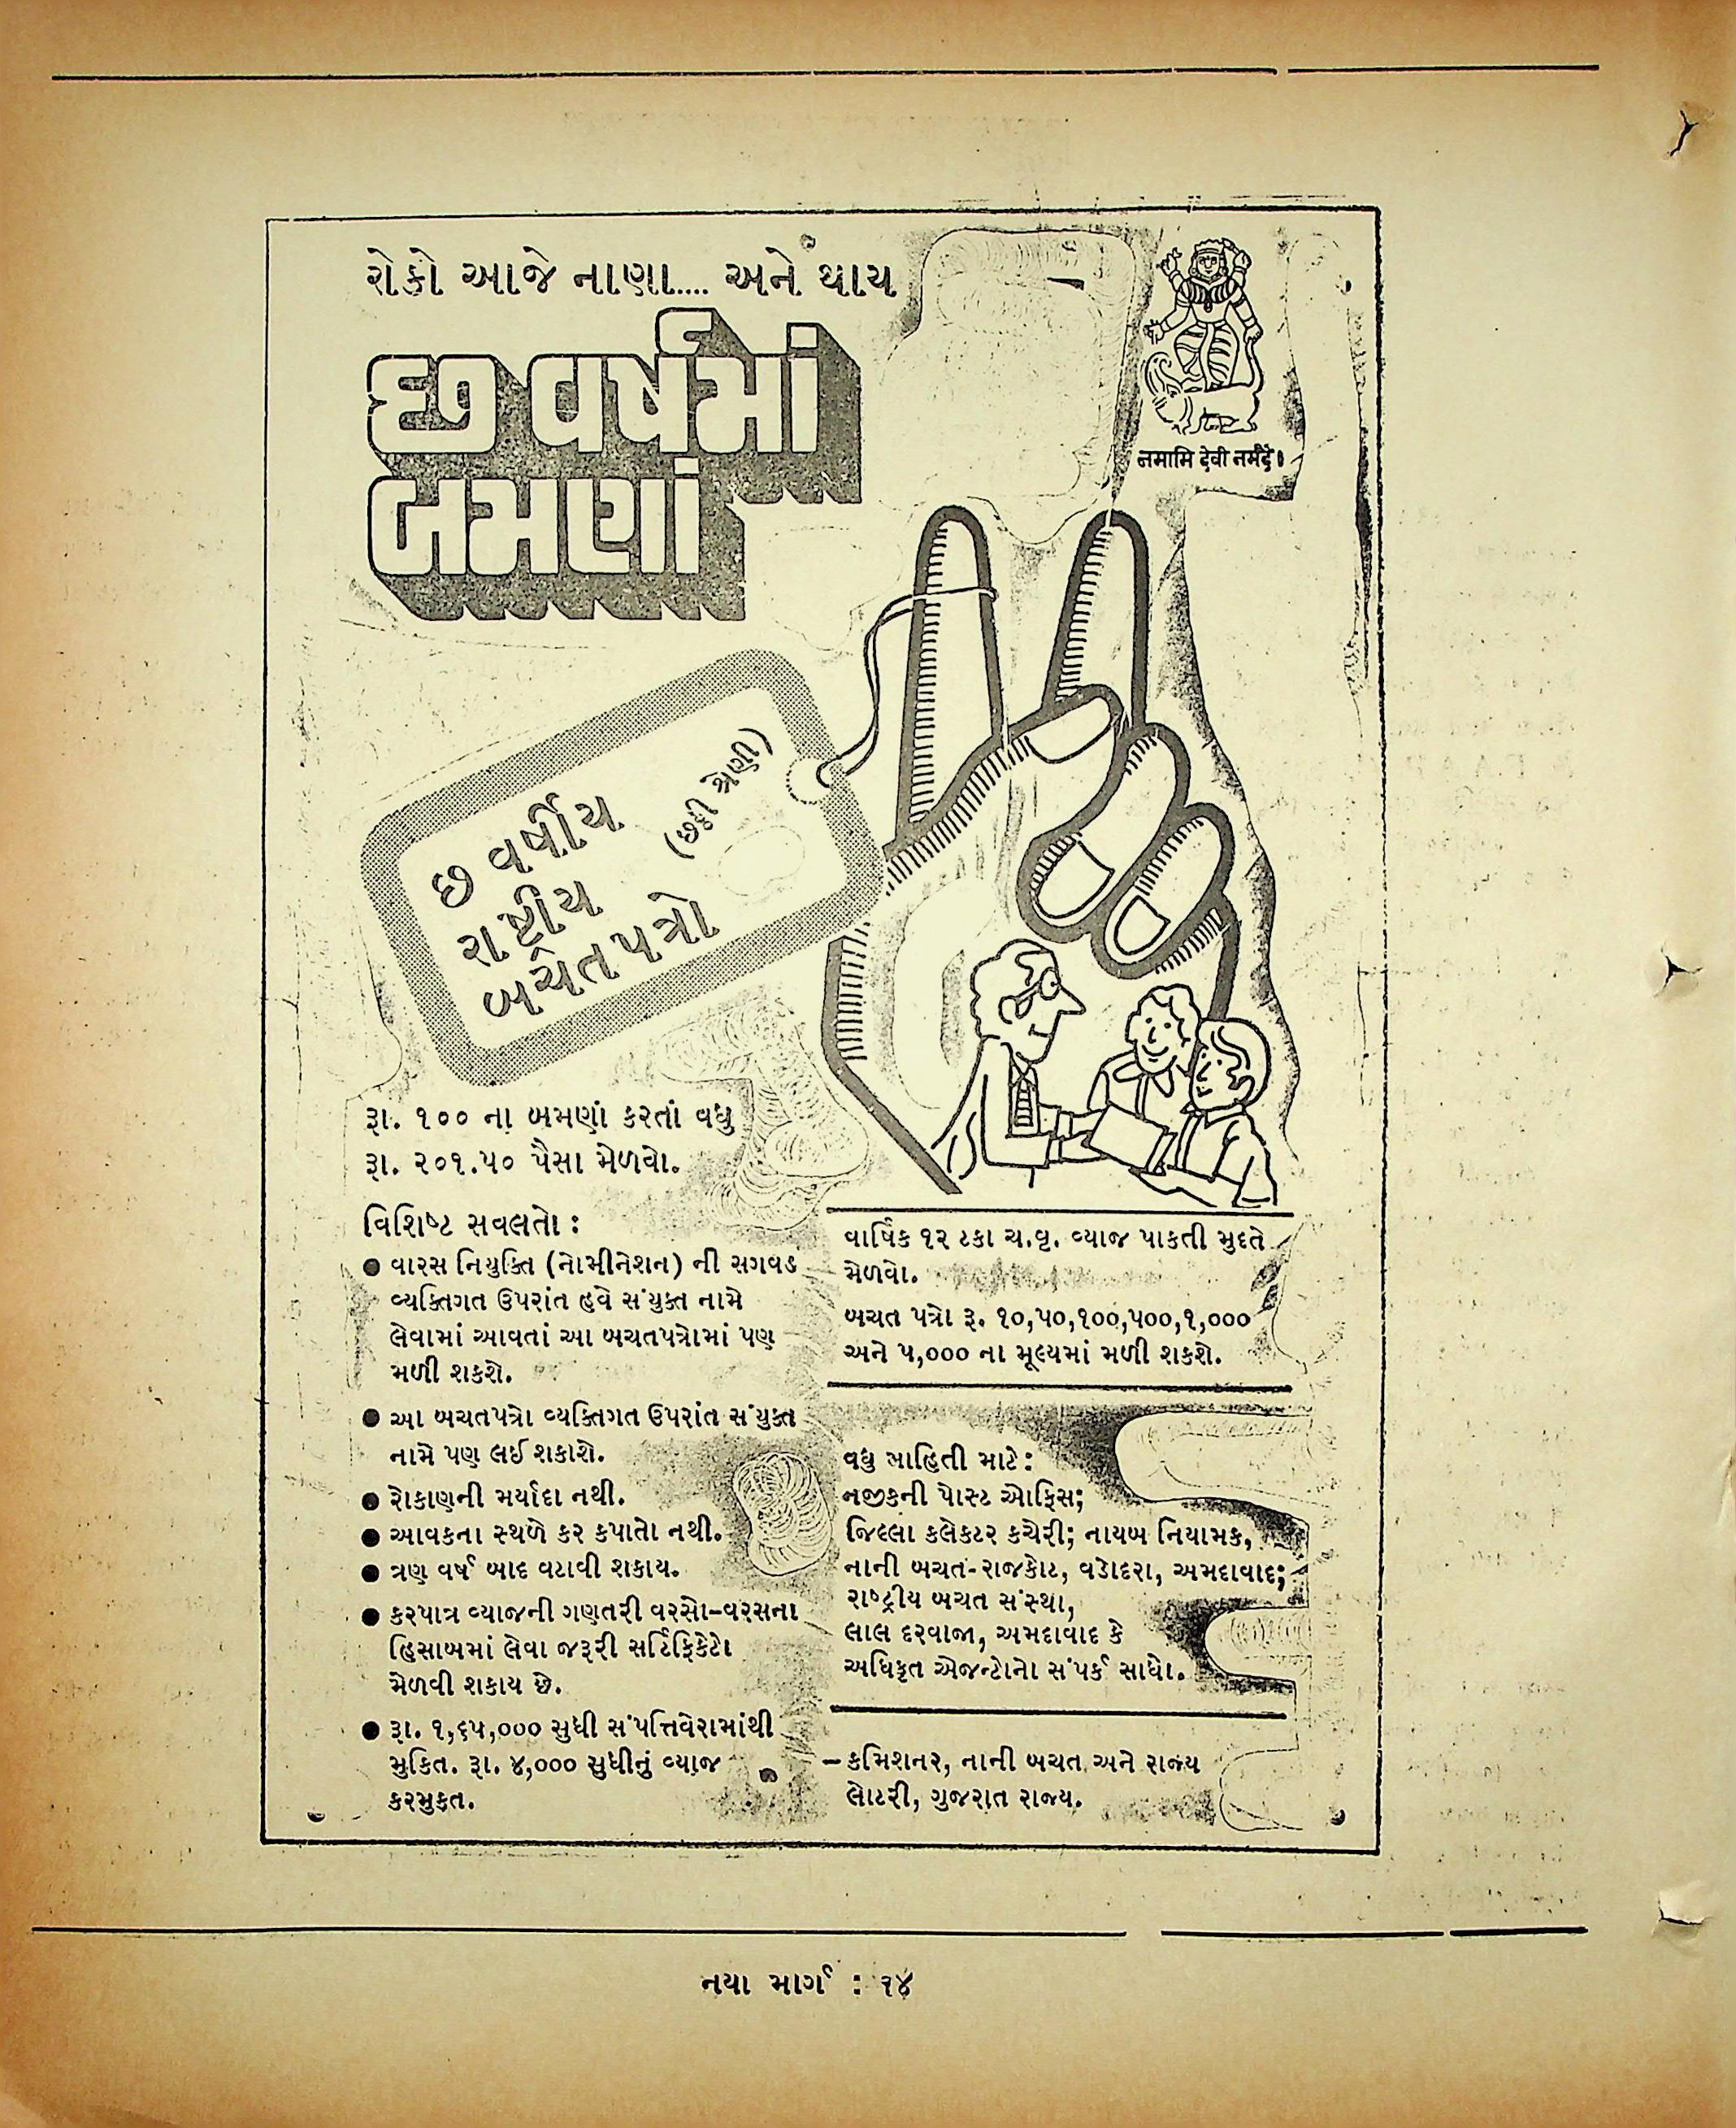 રોકો આજે નાણા.... અને થાય
છ વર્ષમાં
બમણાં
नमामि देवी नर्मदे।
છ વર્ષીય
રાષ્ટ્રીય
બચતપત્રો
(છઠ્ઠી શ્રેણી)
રૂા. ૧૦૦ ના બમણાં કરતાં વધુ
રૂા. ૨૦૧.૫૦ પૈસા મેળવો.
વિશિષ્ટ સવલતો :
● વારસ નિયુક્તિ (નોમીનેશન) ની સગવડ
વ્યક્તિગત ઉપરાંત હવે સંયુક્ત નામે
લેવામાં આવતાં આ બચતપત્રોમાં પણ
મળી શકશે.
● આ બચતપત્રો વ્યક્તિગત ઉપરાંત સંયુક્ત
નામે પણ લઈ શકાશે.
● રોકાણની મર્યાદા નથી.
● આવકના સ્થળે કર કપાતો નથી.
● ત્રણ વર્ષ બાદ વટાવી શકાય.
● કરપાત્ર વ્યાજની ગણતરી વરસો-વરસના
હિસાબમાં લેવા જરૂરી સર્ટિફિકેટો
મેળવી શકાય છે.
● રૂા. ૧,૬૫,૦૦૦ સુધી સંપત્તિવેરામાંથી
મુકિત. રૂા. ૪,૦૦૦ સુધીનું વ્યાજ
કરમુકત.
વાર્ષિક ૧૨ ટકા ચ.વૃ. વ્યાજ પાકતી મુદતે
મેળવો.
બચત પત્રો રૂ. ૧૦,૫૦,૧૦૦,૫૦૦,૧,૦૦૦
અને ૫,૦૦૦ ના મૂલ્યમાં મળી શકશે.
વધુ માહિતી માટે :
નજીકની પોસ્ટ ઓફિસ;
જિલ્લા કલેકટર કચેરી; નાયબ નિયામક,
નાની બચત-રાજકોટ, વડોદરા, અમદાવાદ;
રાષ્ટ્રીય બચત સંસ્થા,
લાલ દરવાજા, અમદાવાદ કે
અધિકૃત એજન્ટોનો સંપર્ક સાધો.
– કમિશનર, નાની બચત અને રાજ્ય
લોટરી, ગુજરાત રાજ્ય.
નયા માર્ગ : ૧૪